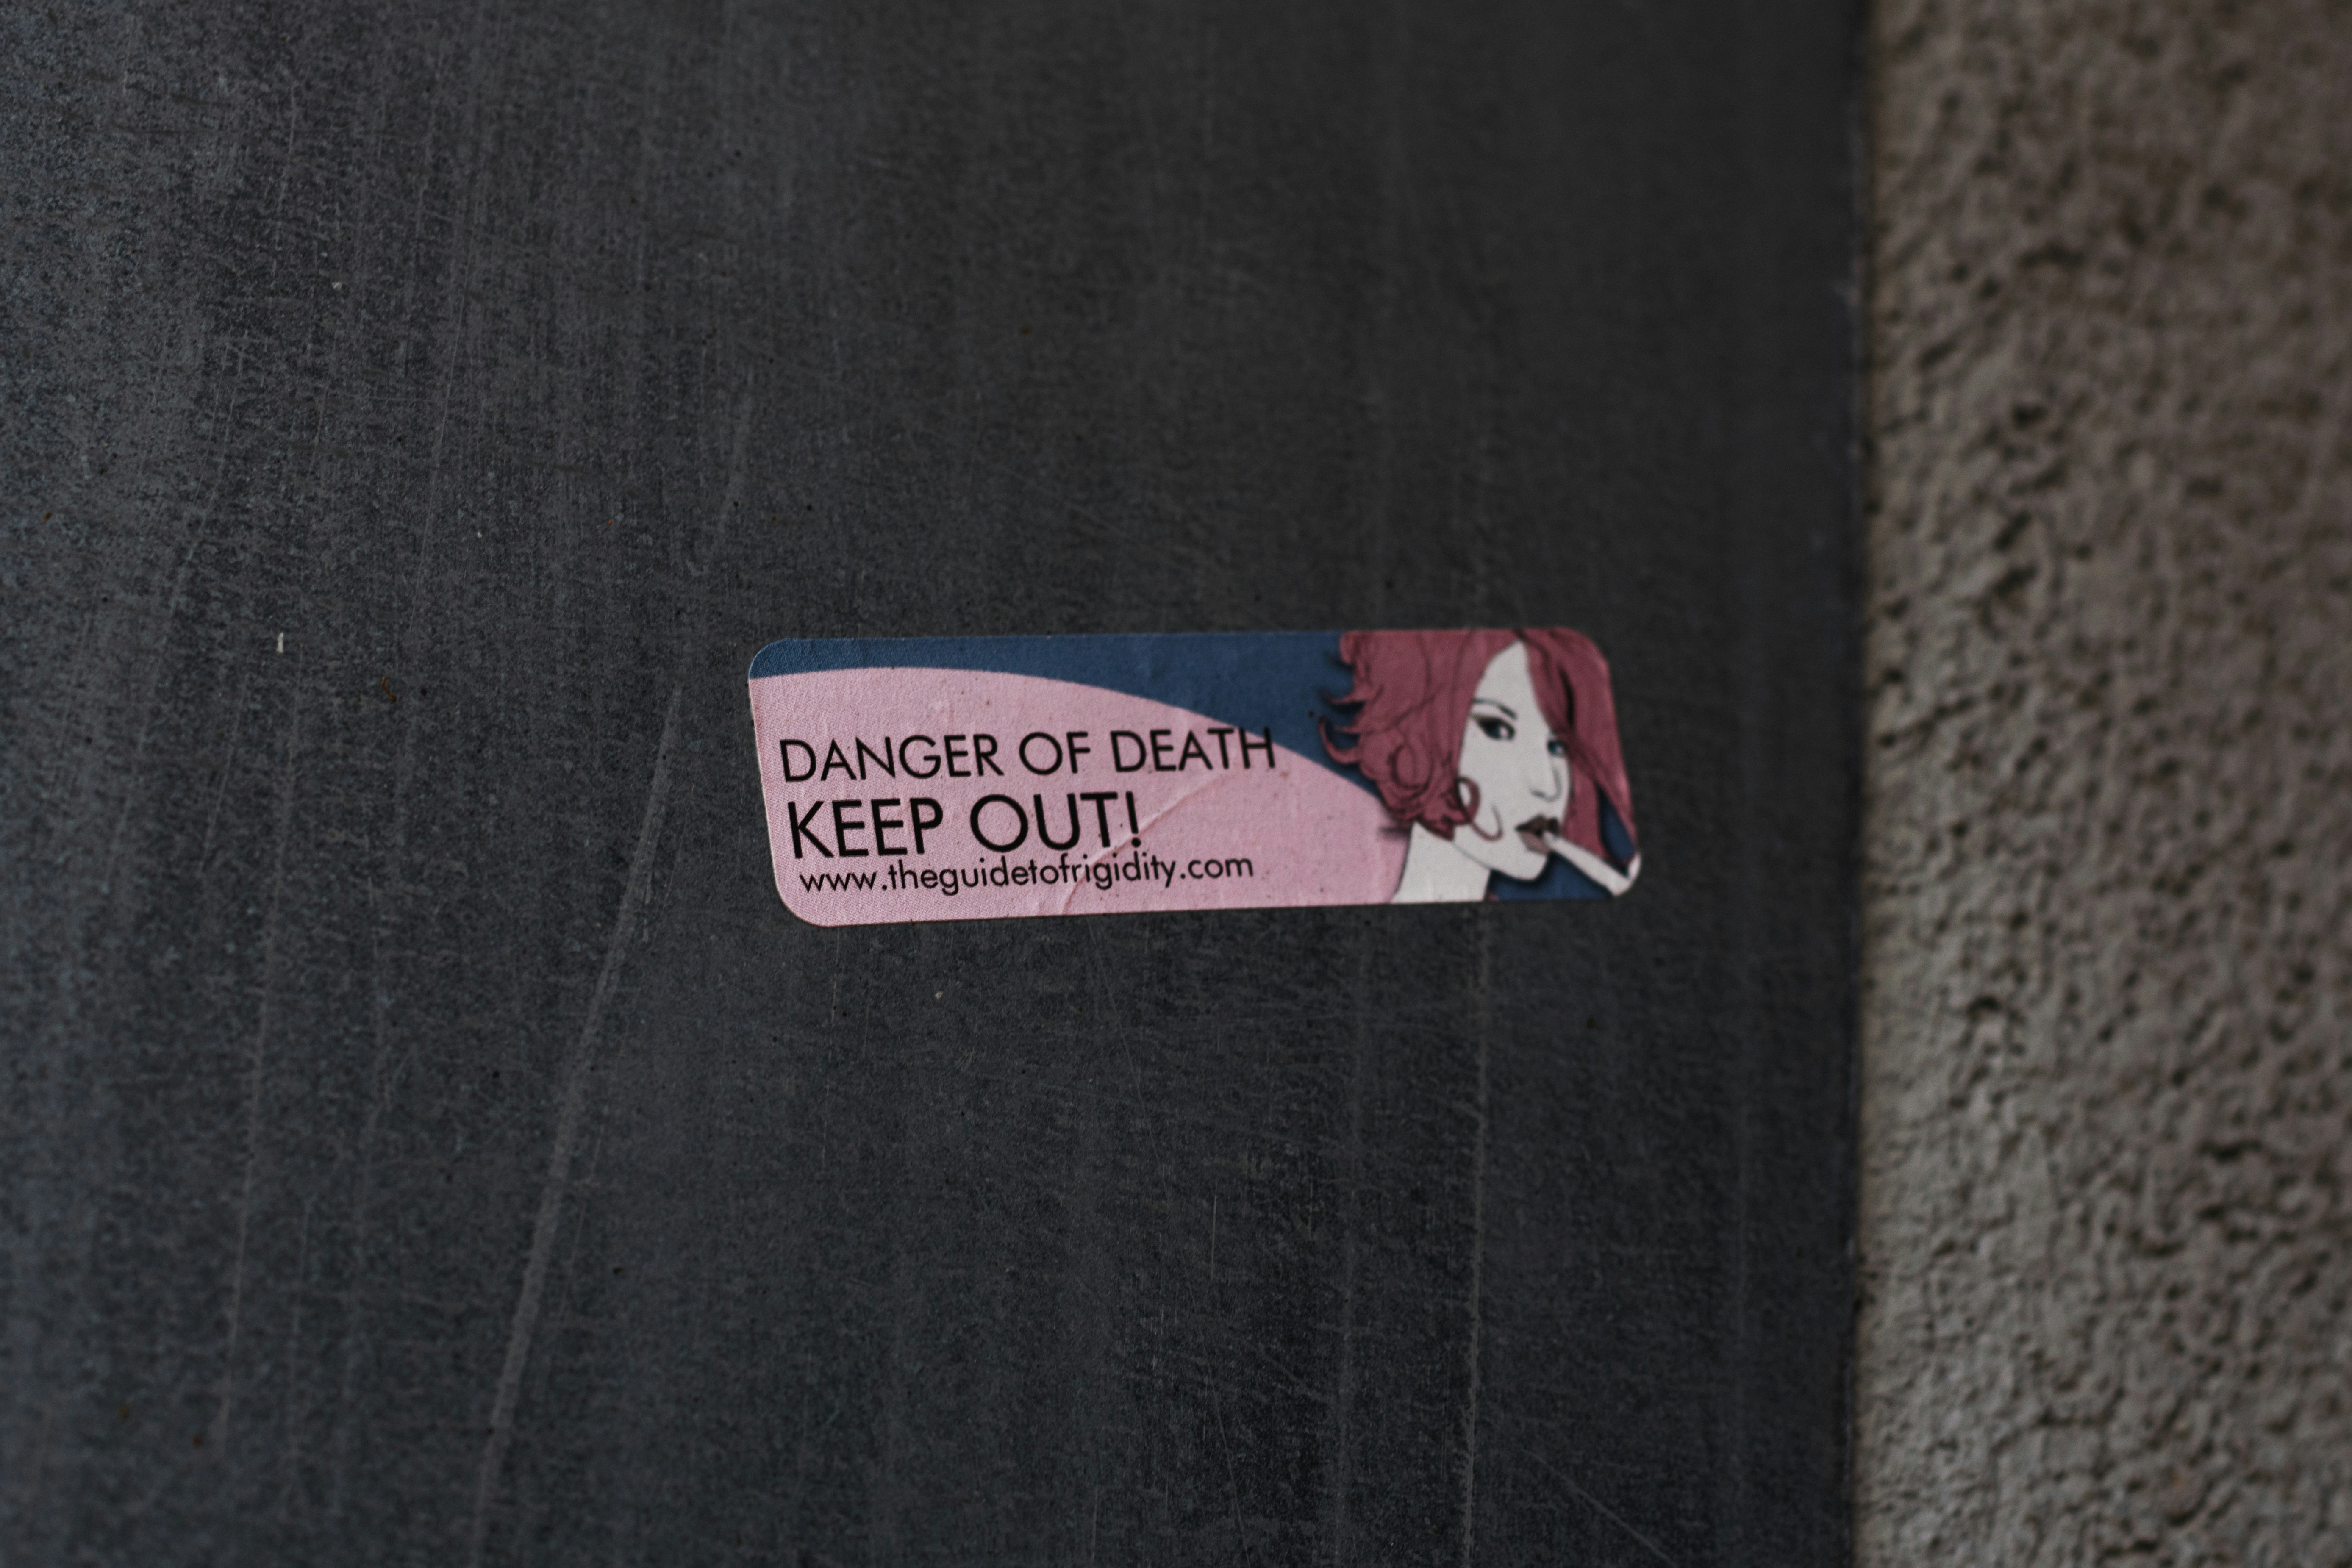 DANGER OF DEATH
KEEP OUT!
www.theguidetofrigidity.com